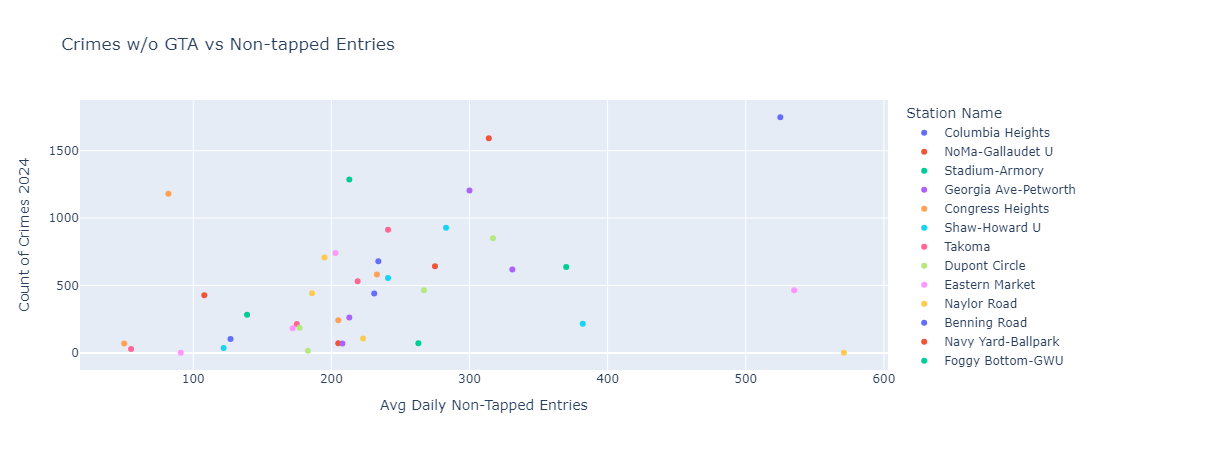 Crimes w/o GTA vs Non-tapped Entries
Count of Crimes 2024
1500
1000
500
0
100
200
300
400
500
600
Avg Daily Non-Tapped Entries
Station Name
Columbia Heights
NoMa-Gallaudet U
Stadium-Armory
Georgia Ave-Petworth
Congress Heights
Shaw-Howard U
Takoma
Dupont Circle
Eastern Market
Naylor Road
Benning Road
Navy Yard-Ballpark
Foggy Bottom-GWU